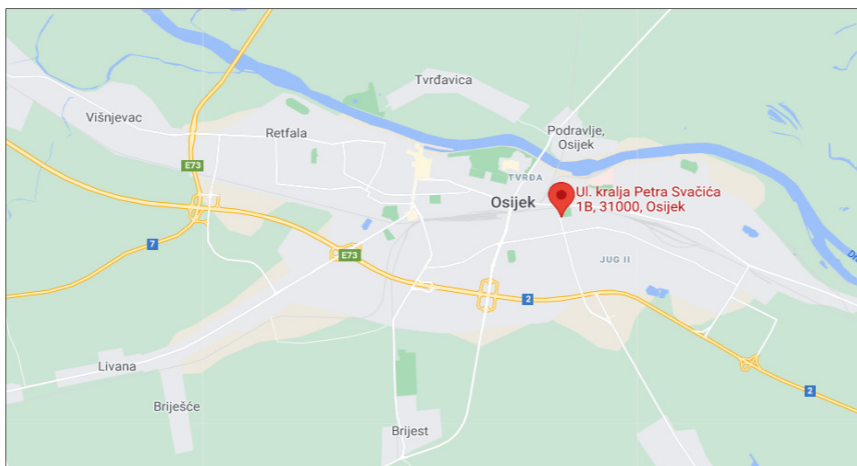 Tvrđavica
Višnjevac
Retfala
Podravlje,
Osijek
E73
TVRĐA
Ul. kralja Petra Svačića
1B, 31000, Osijek
Osijek
7
E73
JUG II
2
Livana
Briješće
2
Brijest